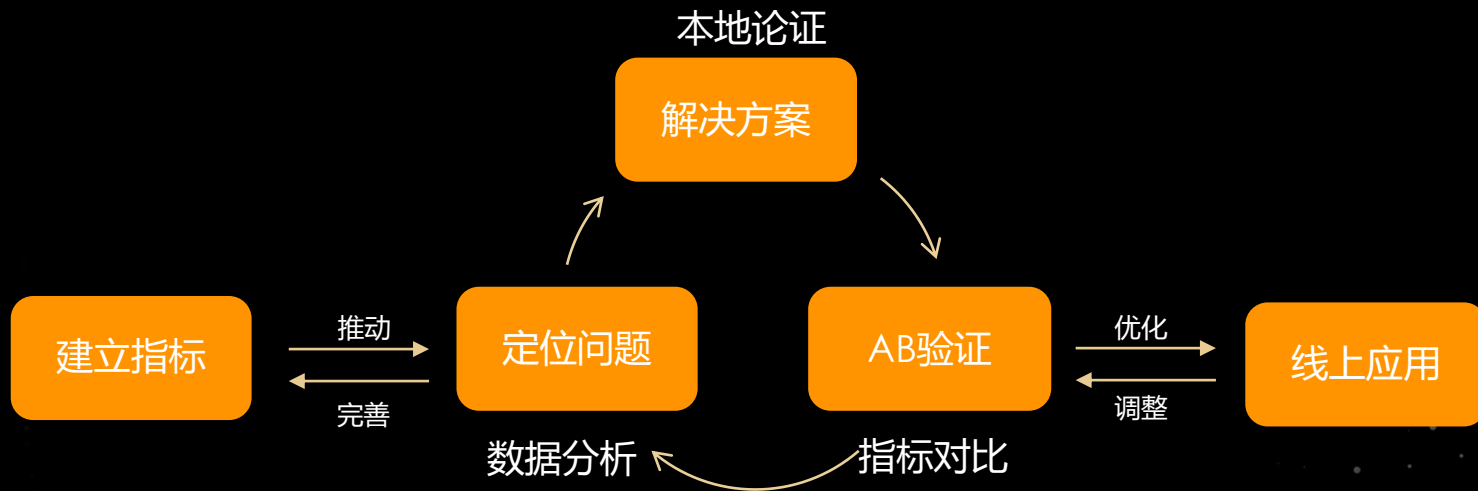 本地论证
解决方案
建立指标
推动
完善
定位问题
AB验证
优化
调整
线上应用
数据分析
指标对比